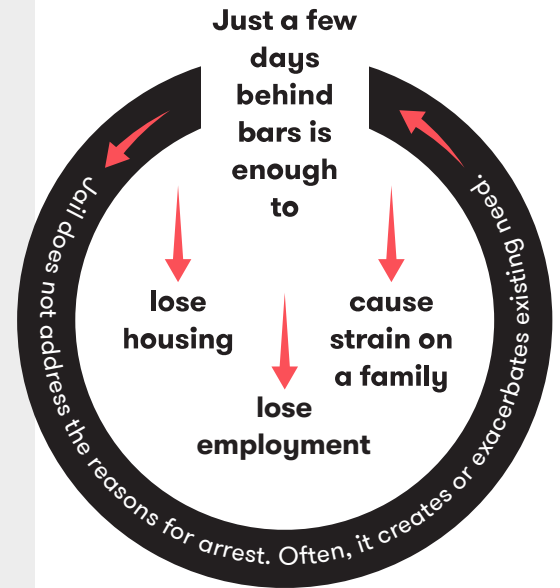 Just a few
days
behind
bars is
enough
to
lose
housing
cause
strain on
a family
lose
employment
Jail does not address the reasons for arrest. Often, it creates or exacerbates existing need.